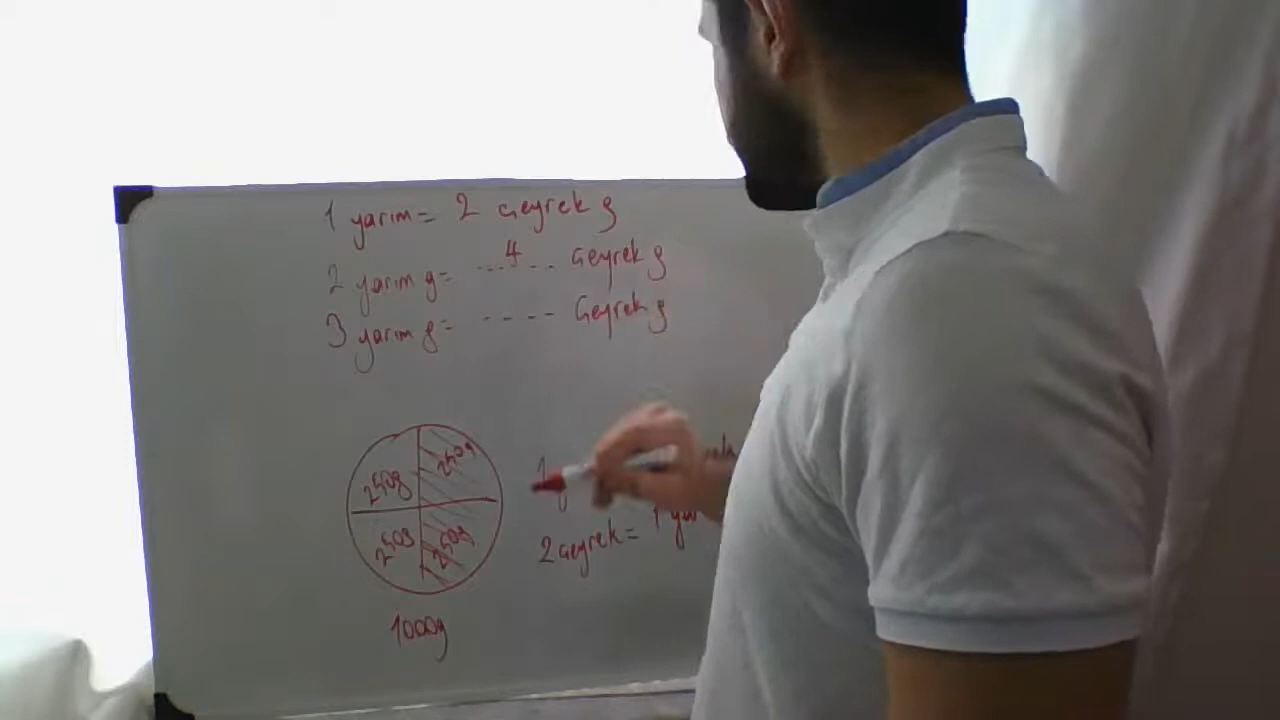 1 yarım = 2 Çeyrek g
2 yarım g = ...4... Çeyrek g
3 yarım g = .... Çeyrek g
250g 250g
250g 250g
2 Çeyrek = 1
1000g